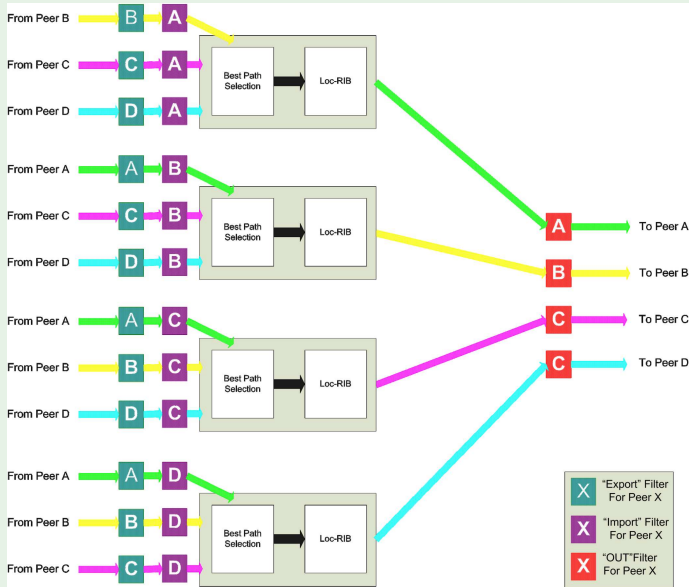 From Peer B B A
From Peer C C A
From Peer D D A
Best Path
Selection
Loc-RIB
From Peer A A B
From Peer C C B
From Peer D D B
Best Path
Selection
Loc-RIB
From Peer A A C
From Peer B B C
From Peer D D C
Best Path
Selection
Loc-RIB
From Peer A A D
From Peer B B D
From Peer C C D
Best Path
Selection
Loc-RIB
A To Peer A
B To Peer B
C To Peer C
C To Peer D
X "Export" Filter
For Peer X
X "Import" Filter
For Peer X
X "OUT"Filter
For Peer X